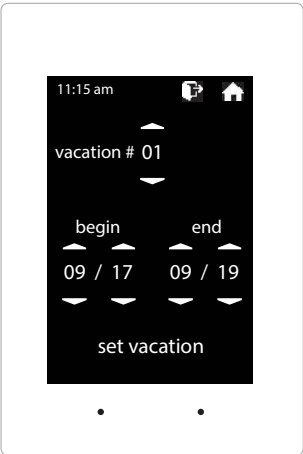 11:15 am
vacation # 01
begin end
09 / 17 09 / 19
set vacation